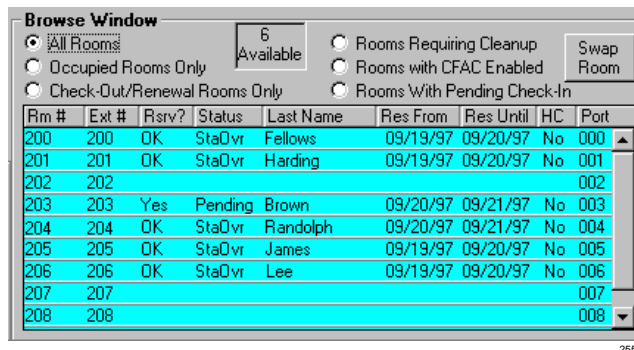 Browse Window
All Rooms
Occupied Rooms Only
Check-Out/Renewal Rooms Only
6
Available
Rooms Requiring Cleanup
Rooms with CFAC Enabled
Rooms With Pending Check-In
Swap
Room
Rm # Ext # Rsrv? Status Last Name Res From Res Until HC Port
200 200 OK StaOvr Fellows 09/19/97 09/20/97 No 000
201 201 OK StaOvr Harding 09/19/97 09/20/97 No 001
202 202 002
203 203 Yes Pending Brown 09/20/97 09/21/97 No 003
204 204 OK StaOvr Randolph 09/20/97 09/21/97 No 004
205 205 OK StaOvr James 09/19/97 09/20/97 No 005
206 206 OK StaOvr Lee 09/19/97 09/20/97 No 006
207 207 007
208 208 008